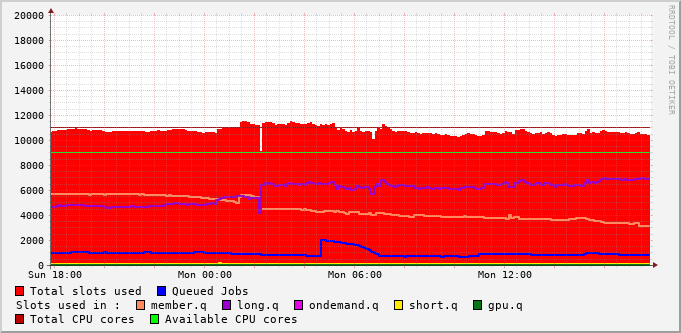 20000
18000
16000
14000
12000
10000
8000
6000
4000
2000
0
Sun 18:00 Mon 00:00 Mon 06:00 Mon 12:00
Total slots used Queued Jobs
Slots used in : member.q long.q ondemand.q short.q gpu.q
Total CPU cores Available CPU cores
RRDTOOL / TOBI OETIKER